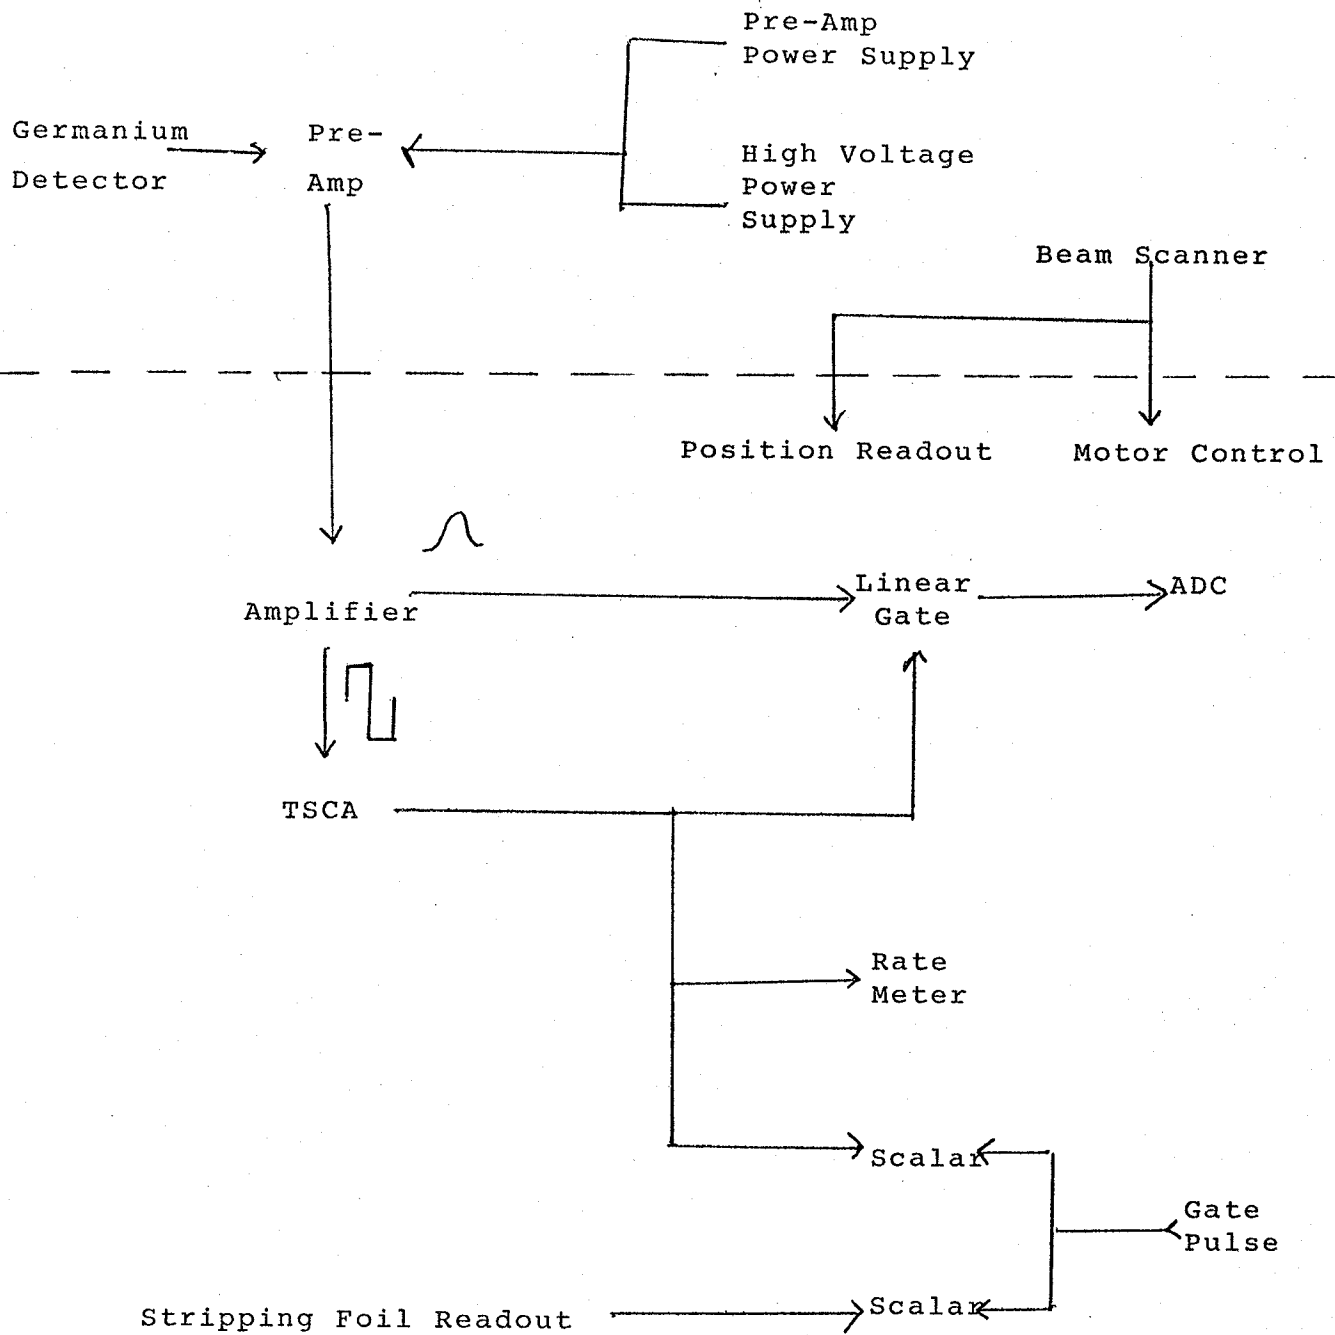 Pre-Amp
Power Supply
Germanium
Detector
Pre-
Amp
High Voltage
Power
Supply
Beam Scanner
Position Readout
Motor Control
Amplifier
Linear
Gate
ADC
TSCA
Rate
Meter
Scalar
Gate
Pulse
Stripping Foil Readout
Scalar